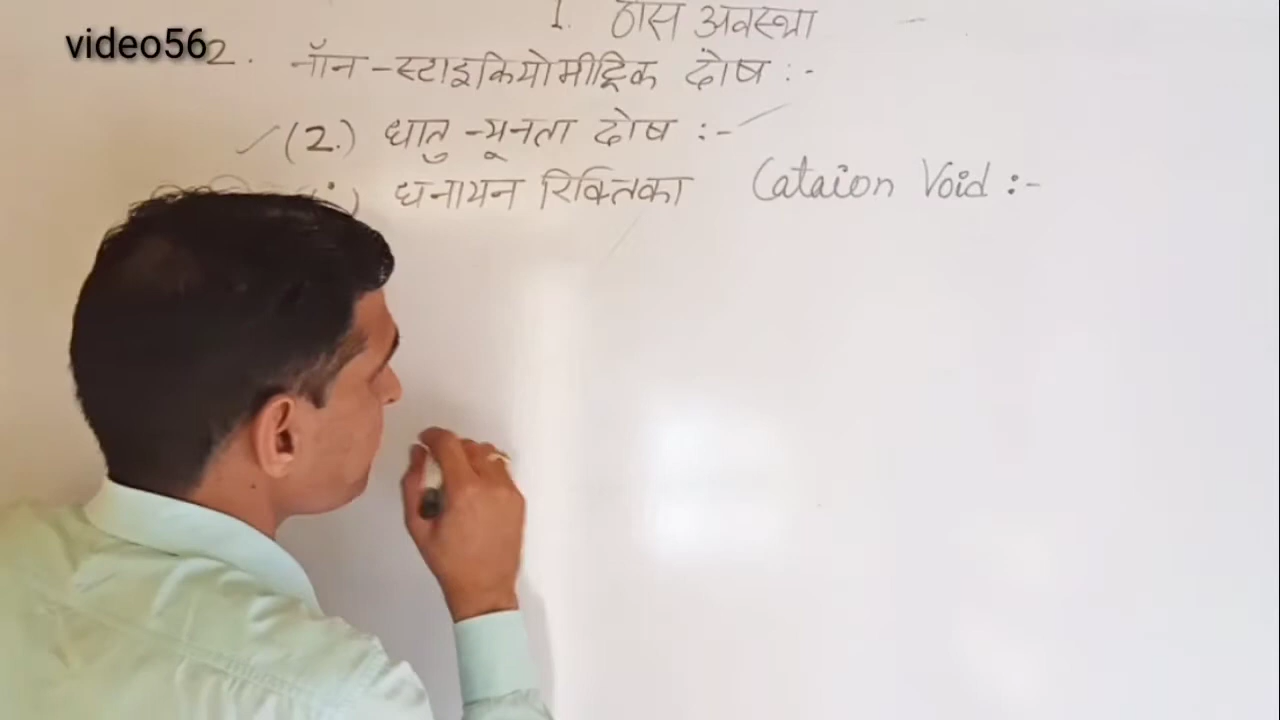 1. ठोस अवस्था
video56
2. नॉन-स्टाइकियोमीट्रिक दोष :-
(2.) धातु-न्यूनता दोष :-
(i) धनायन रिक्तिका Cataion Void :-